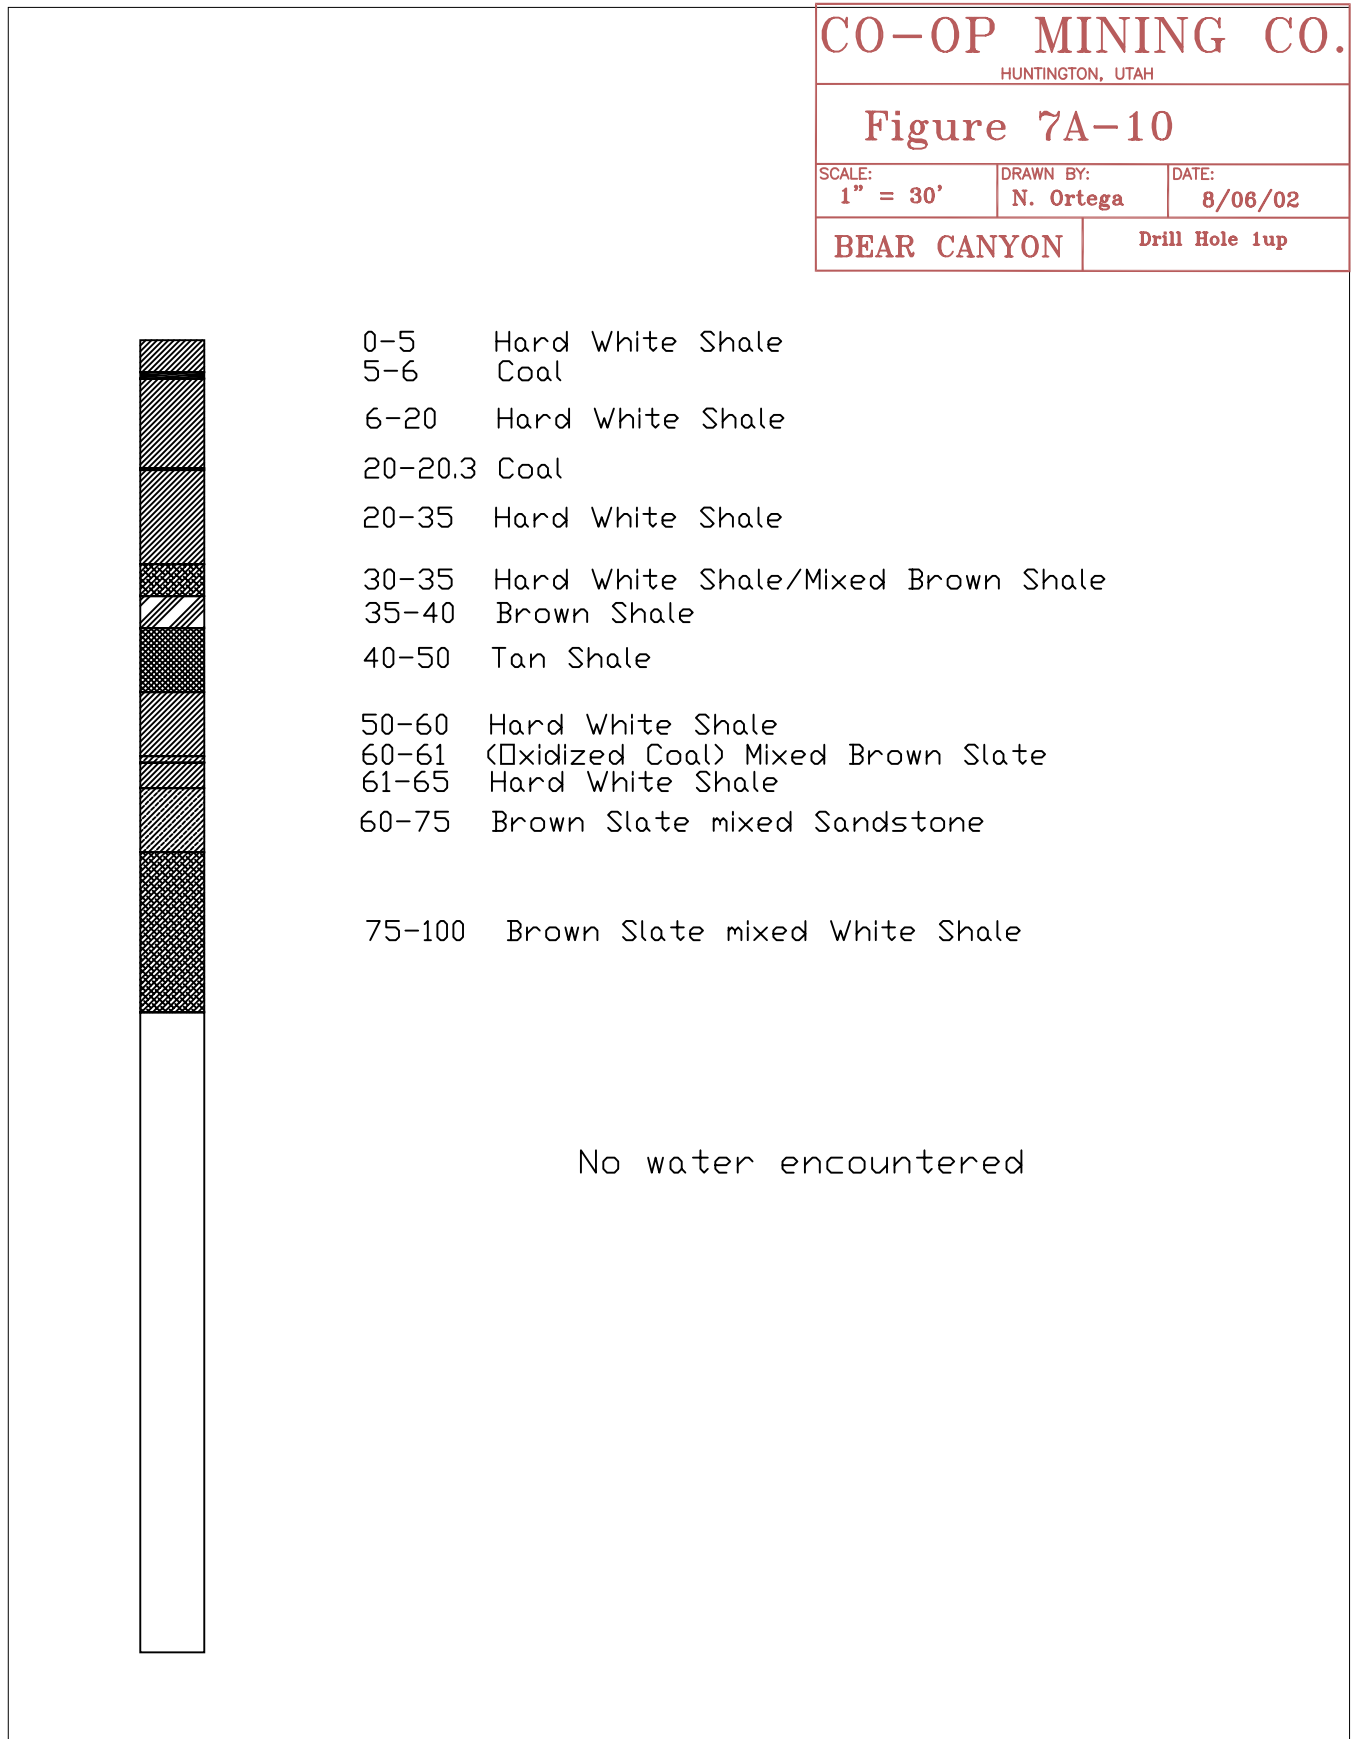 CO-OP MINING CO.
HUNTINGTON, UTAH
Figure 7A-10
SCALE: DRAWN BY: DATE:
1" = 30' N. Ortega 8/06/02
BEAR CANYON Drill Hole 1up
0-5 Hard White Shale
5-6 Coal
6-20 Hard White Shale
20-20.3 Coal
20-35 Hard White Shale
30-35 Hard White Shale/Mixed Brown Shale
35-40 Brown Shale
40-50 Tan Shale
50-60 Hard White Shale
60-61 (Oxidized Coal) Mixed Brown Slate
61-65 Hard White Shale
60-75 Brown Slate mixed Sandstone
75-100 Brown Slate mixed White Shale
No water encountered